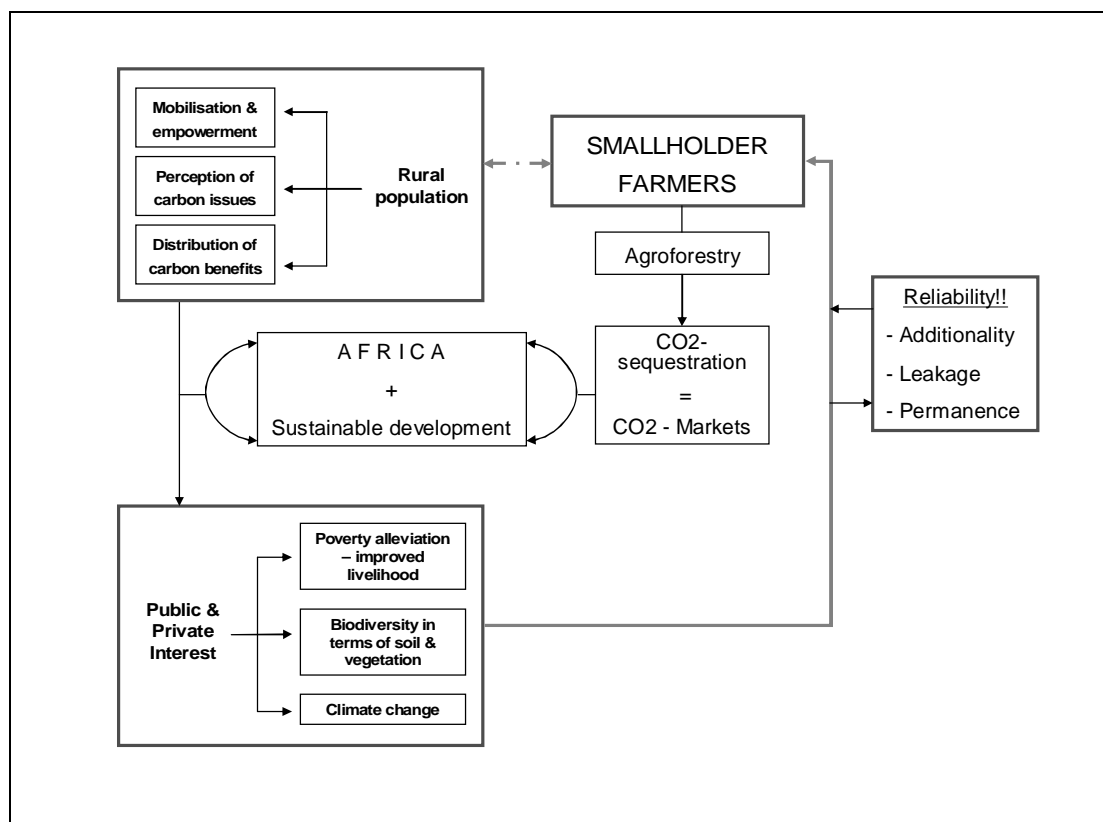 Mobilisation &
empowerment
Perception of
carbon issues
Distribution of
carbon benefits
Rural
population
SMALLHOLDER
FARMERS
Agroforestry
CO2-
sequestration
=
CO2 - Markets
Reliability!!
- Additionality
- Leakage
- Permanence
A F R I C A
+
Sustainable development
Public &
Private
Interest
Poverty alleviation
– improved
livelihood
Biodiversity in
terms of soil &
vegetation
Climate change